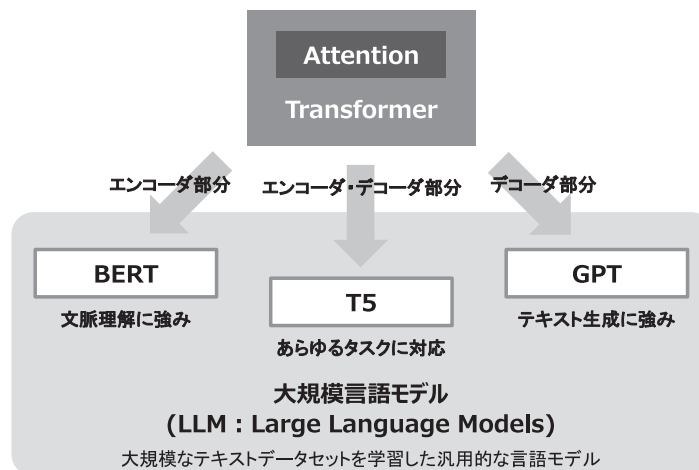 Attention
Transformer
エンコーダ部分
エンコーダ・デコーダ部分
デコーダ部分
BERT
文脈理解に強み
T5
あらゆるタスクに対応
GPT
テキスト生成に強み
大規模言語モデル
(LLM : Large Language Models)
大規模なテキストデータセットを学習した汎用的な言語モデル